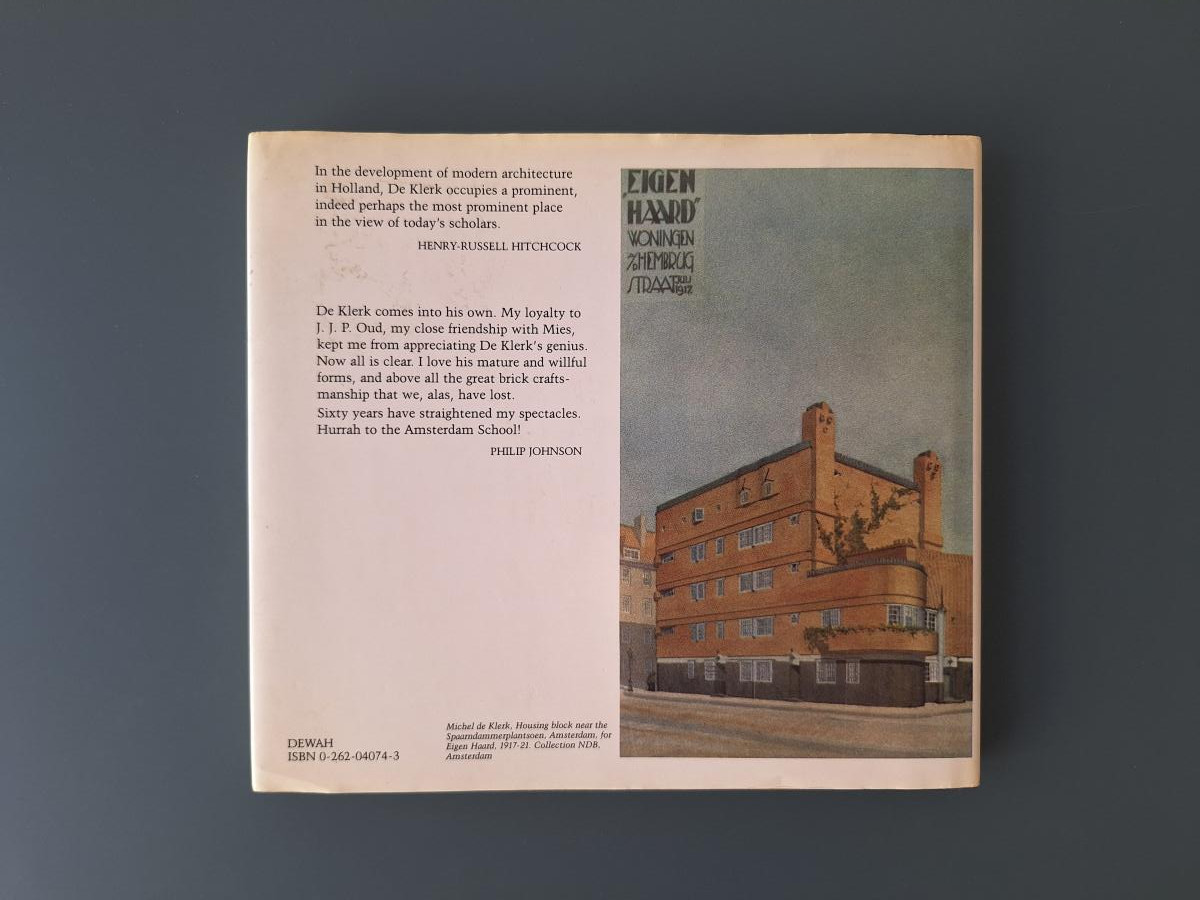 In the development of modern architecture
in Holland, De Klerk occupies a prominent,
indeed perhaps the most prominent place
in the view of today's scholars.
HENRY-RUSSELL HITCHCOCK
De Klerk comes into his own. My loyalty to
J. J. P. Oud, my close friendship with Mies,
kept me from appreciating De Klerk's genius.
Now all is clear. I love his mature and willful
forms, and above all the great brick crafts-
manship that we, alas, have lost.
Sixty years have straightened my spectacles.
Hurrah to the Amsterdam School!
PHILIP JOHNSON
DEWAH
ISBN 0-262-04074-3
Michel de Klerk, Housing block near the
Spaarndammerplantsoen, Amsterdam, for
Eigen Haard, 1917-21. Collection NDB,
Amsterdam
„EIGEN
HAARD"
WONINGEN
HEMBRUG
STRAAT JULI
1917